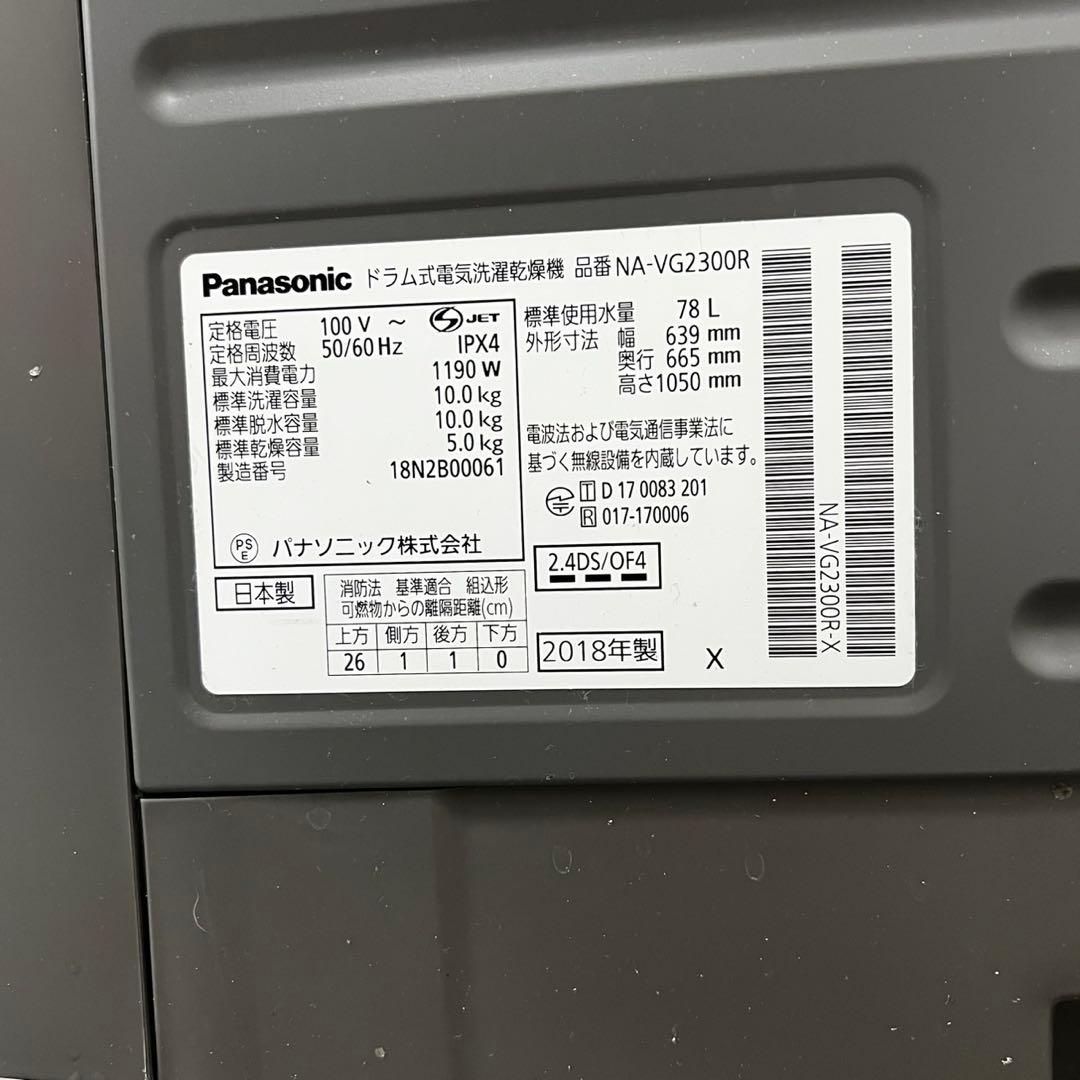 Panasonic ドラム式電気洗濯乾燥機 品番 NA-VG2300R
定格電圧 100 V ～ S JET
定格周波数 50/60 Hz IPX4
最大消費電力 1190 W
標準洗濯容量 10.0 kg
標準脱水容量 10.0 kg
標準乾燥容量 5.0 kg
製造番号 18N2B00061
PS E パナソニック株式会社
標準使用水量 78 L
外形寸法 幅 639 mm
奥行 665 mm
高さ 1050 mm
電波法および電気通信事業法に
基づく無線設備を内蔵しています。
T D 17 0083 201
R 017-170006
2.4DS/OF4
日本製
消防法 基準適合 組込形
可燃物からの離隔距離(cm)
上方 側方 後方 下方
26 1 1 0
2018年製
X
NA-VG2300R-X